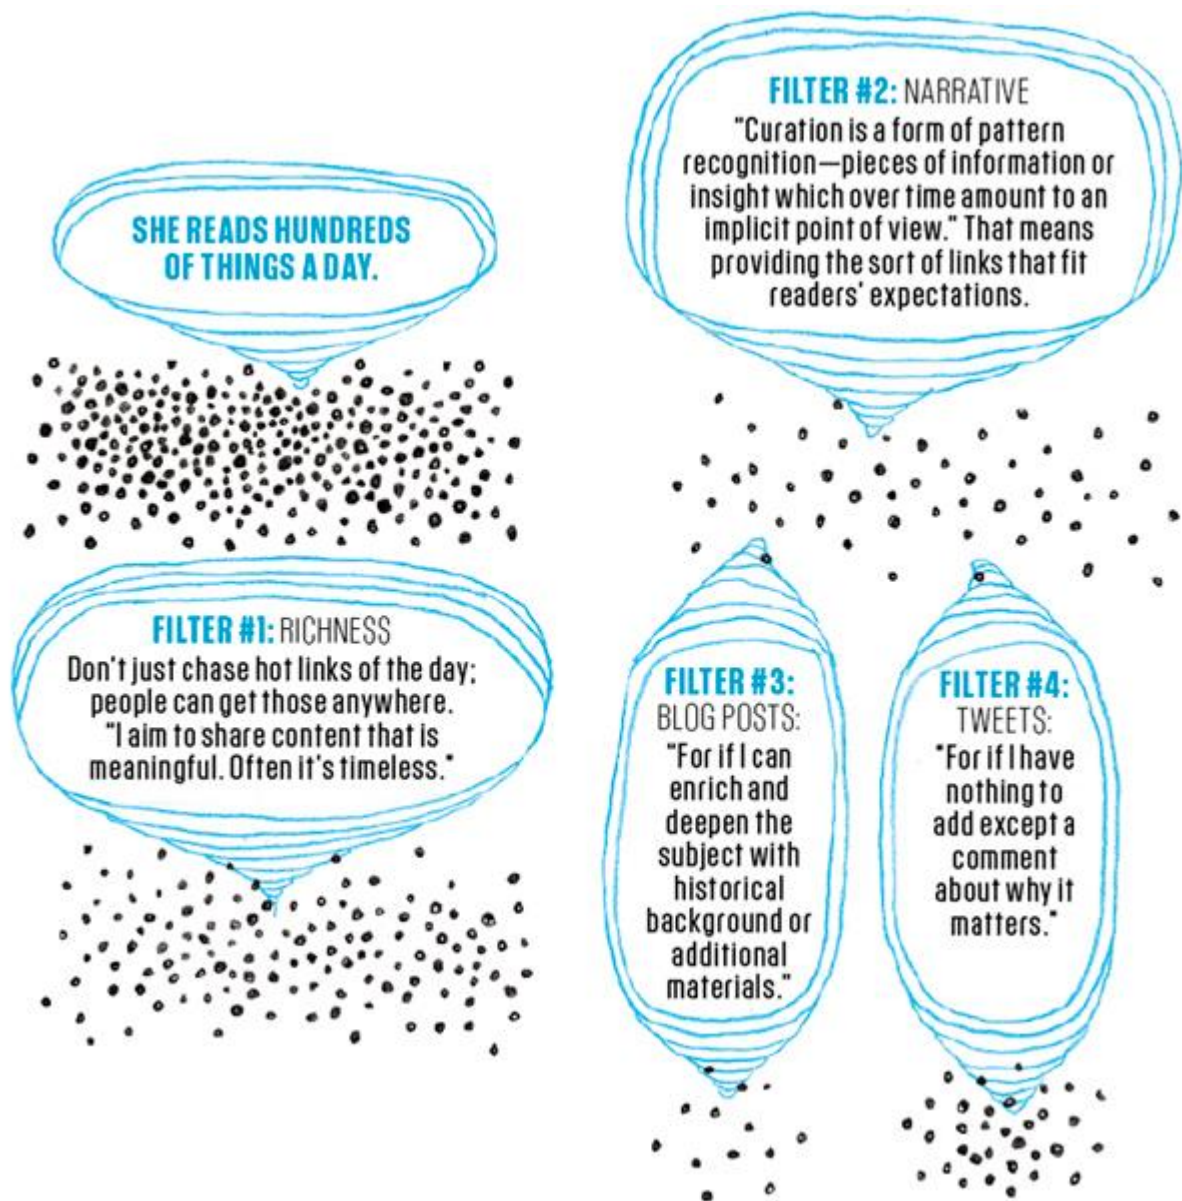 SHE READS HUNDREDS
OF THINGS A DAY.
FILTER #1: RICHNESS
Don't just chase hot links of the day;
people can get those anywhere.
"I aim to share content that is
meaningful. Often it's timeless."
FILTER #2: NARRATIVE
"Curation is a form of pattern
recognition—pieces of information or
insight which over time amount to an
implicit point of view." That means
providing the sort of links that fit
readers' expectations.
FILTER #3:
BLOG POSTS:
"For if I can
enrich and
deepen the
subject with
historical
background or
additional
materials."
FILTER #4:
TWEETS:
"For if I have
nothing to
add except a
comment
about why it
matters."